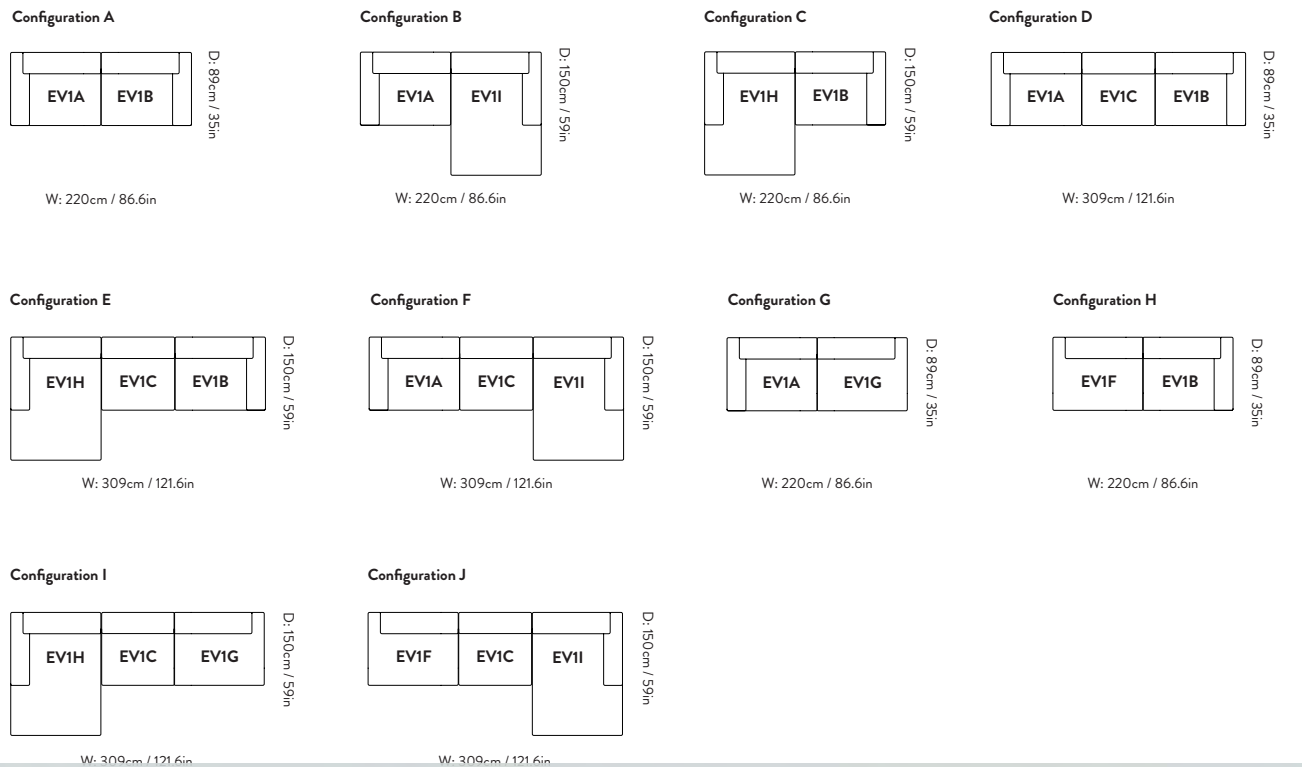 Configuration A
Configuration B
Configuration C
Configuration D
EV1A EV1B
D: 89cm / 35in
EV1A EV1I
D: 150cm / 59in
EV1H EV1B
D: 150cm / 59in
EV1A EV1C EV1B
D: 89cm / 35in
W: 220cm / 86.6in
W: 220cm / 86.6in
W: 220cm / 86.6in
W: 309cm / 121.6in
Configuration E
Configuration F
Configuration G
Configuration H
EV1H EV1C EV1B
D: 150cm / 59in
EV1A EV1C EV1I
D: 150cm / 59in
EV1A EV1G
D: 89cm / 35in
EV1F EV1B
D: 89cm / 35in
W: 309cm / 121.6in
W: 309cm / 121.6in
W: 220cm / 86.6in
W: 220cm / 86.6in
Configuration I
Configuration J
EV1H EV1C EV1G
D: 150cm / 59in
EV1F EV1C EV1I
D: 150cm / 59in
W: 309cm / 121.6in
W: 309cm / 121.6in